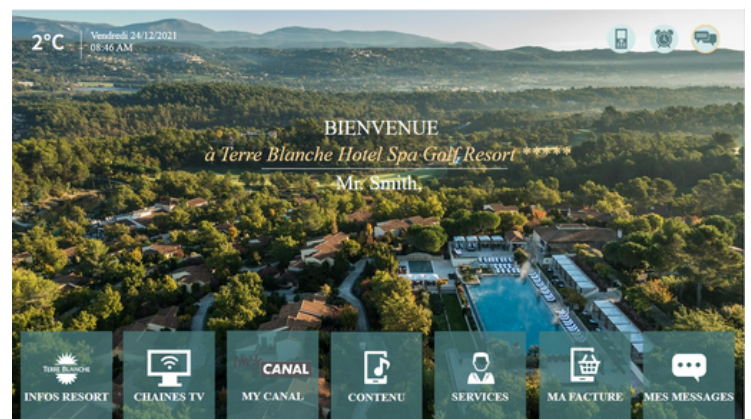 2°C
Vendredi 24/12/2021
08:46 AM
BIENVENUE
à Terre Blanche Hotel Spa Golf Resort *****
Mr. Smith,
TERRE BLANCHE
INFOS RESORT
CHAINES TV
CANAL
MY CANAL
CONTENU
SERVICES
MA FACTURE
MES MESSAGES